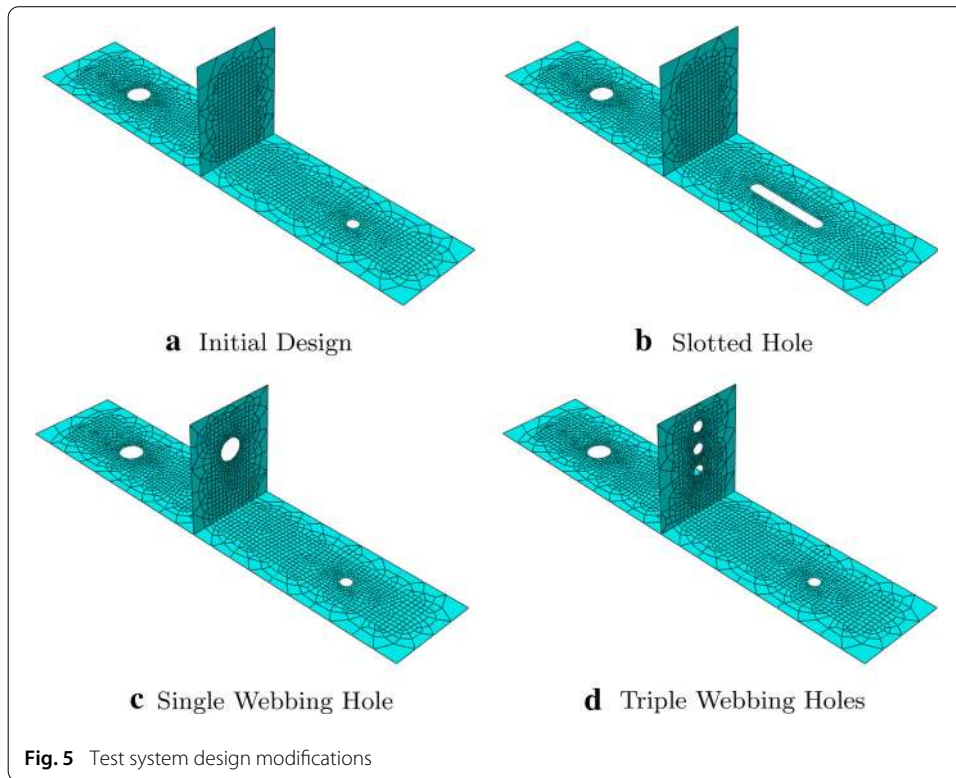 a Initial Design
b Slotted Hole
c Single Webbing Hole
d Triple Webbing Holes
Fig. 5 Test system design modifications